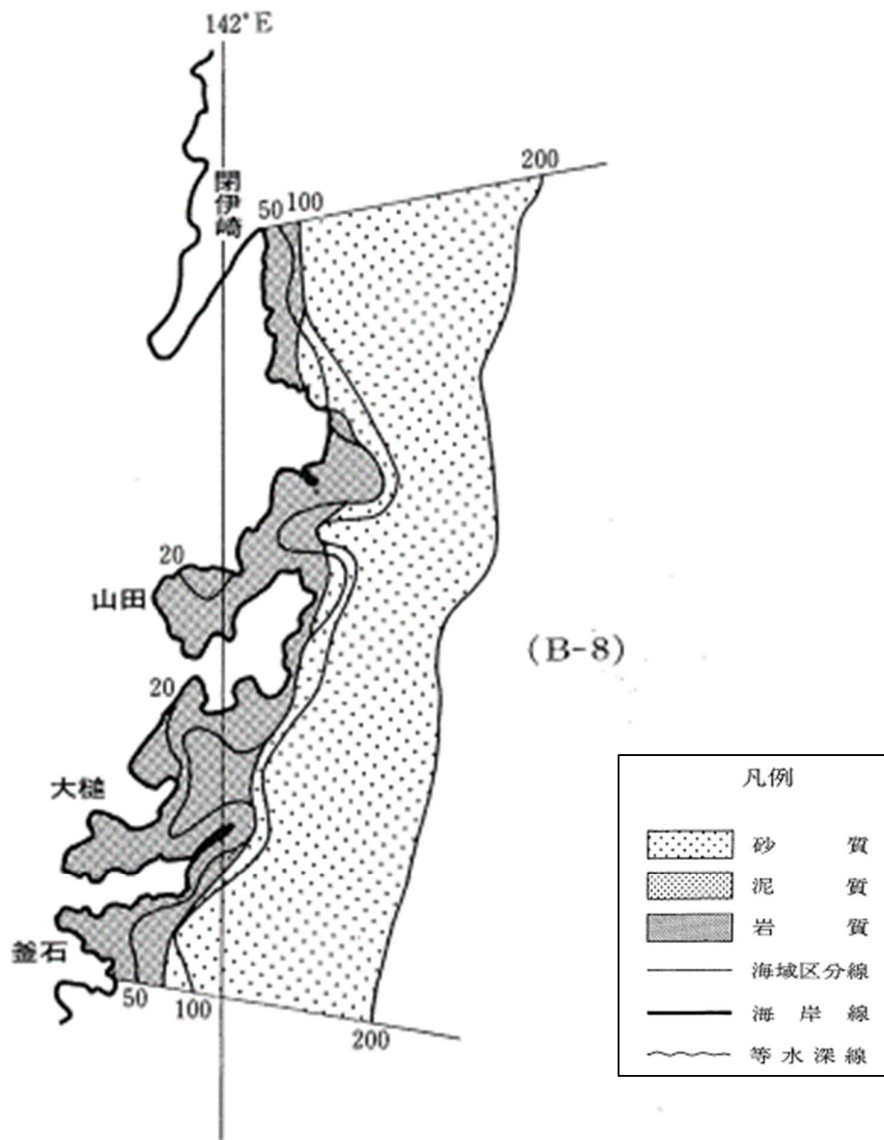 142°E
閉伊崎
50 100
200
20
山田
(B-8)
20
大槌
釜石
50
100
200
凡例
砂 質
泥 質
岩 質
海域区分線
海 岸 線
等 水 深 線